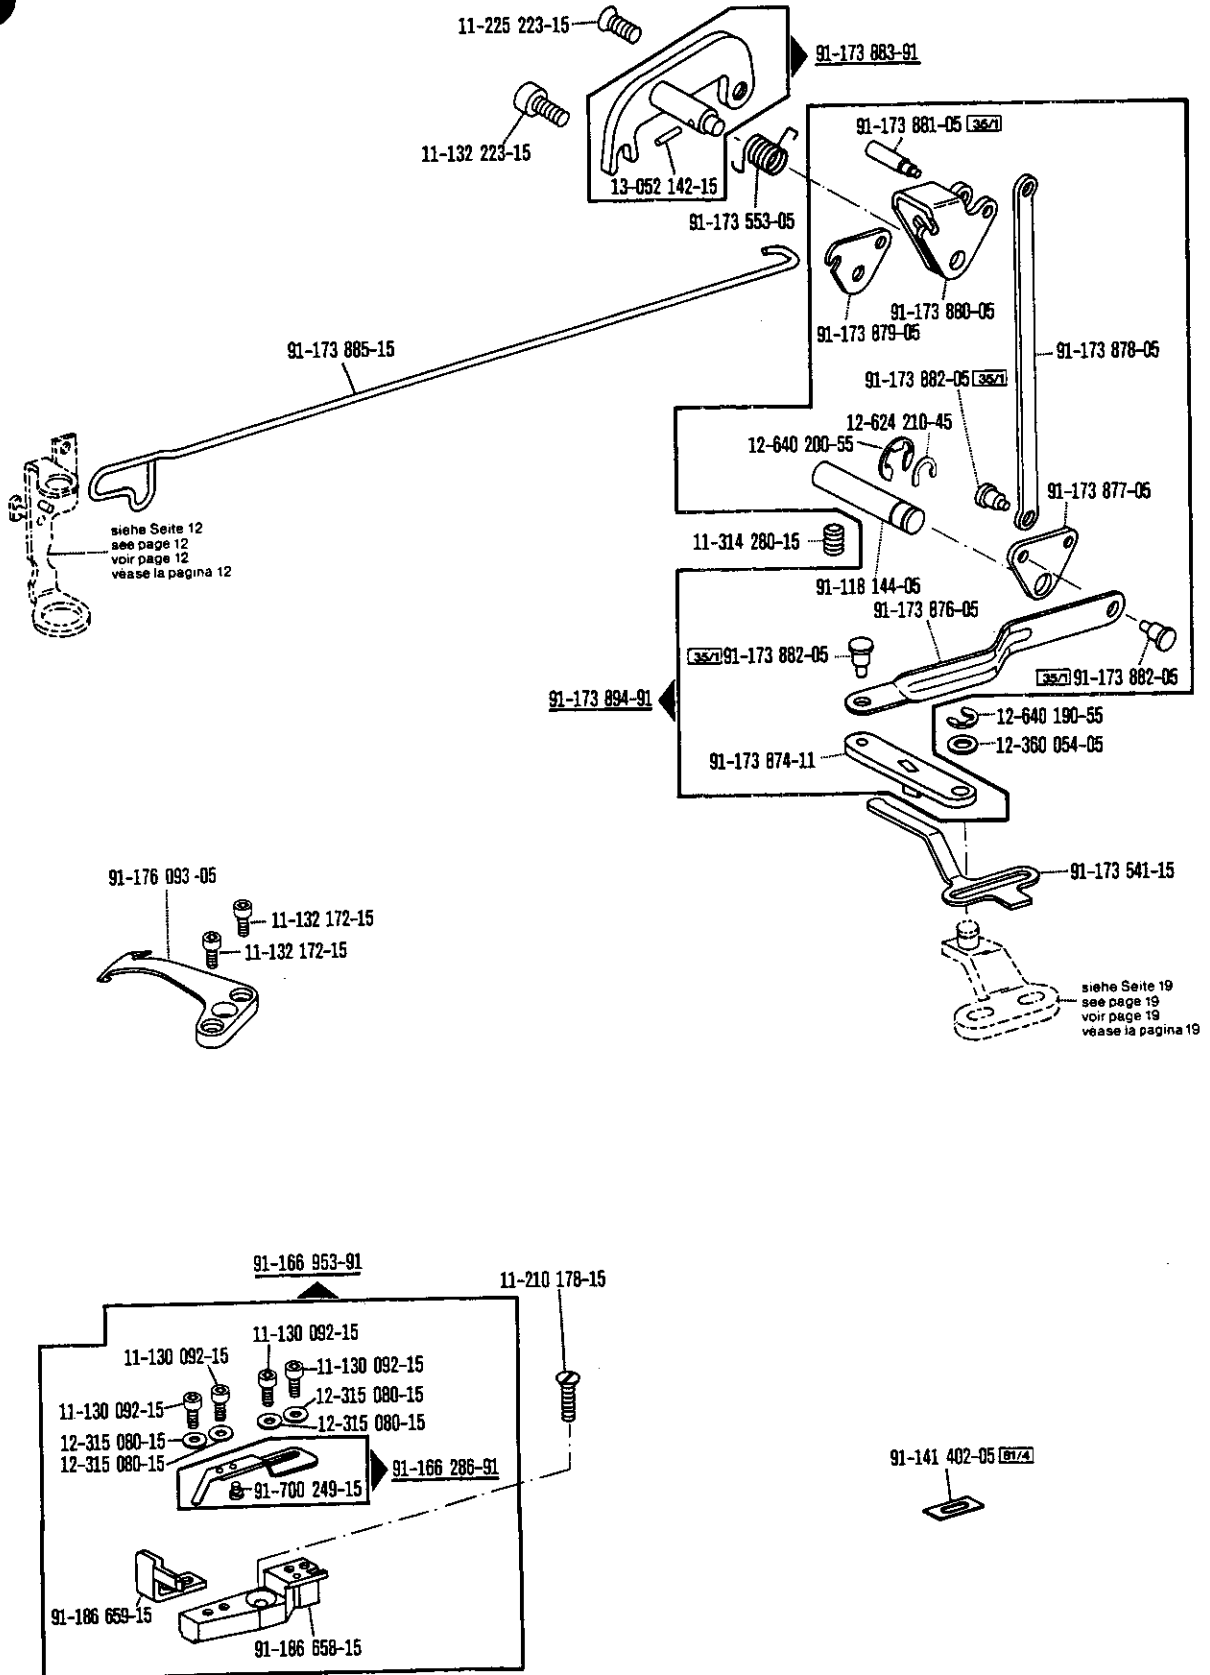 11-225 223-15
91-173 883-91
11-132 223-15
13-052 142-15
91-173 553-05
91-173 881-05 35/1
91-173 880-05
91-173 879-05
91-173 878-05
91-173 885-15
91-173 882-05 35/1
12-624 210-45
12-640 200-55
91-173 877-05
siehe Seite 12
see page 12
voir page 12
véase la pagina 12
11-314 280-15
91-118 144-05
91-173 876-05
35/1 91-173 882-05
35/1 91-173 882-05
91-173 894-91
12-640 190-55
12-360 054-05
91-173 874-11
91-173 541-15
91-176 093 -05
11-132 172-15
11-132 172-15
siehe Seite 19
see page 19
voir page 19
véase la pagina 19
91-166 953-91
11-210 178-15
11-130 092-15
11-130 092-15
11-130 092-15
11-130 092-15
12-315 080-15
12-315 080-15
12-315 080-15
12-315 080-15
91-166 286-91
91-700 249-15
91-141 402-05 91/4
91-186 659-15
91-186 658-15